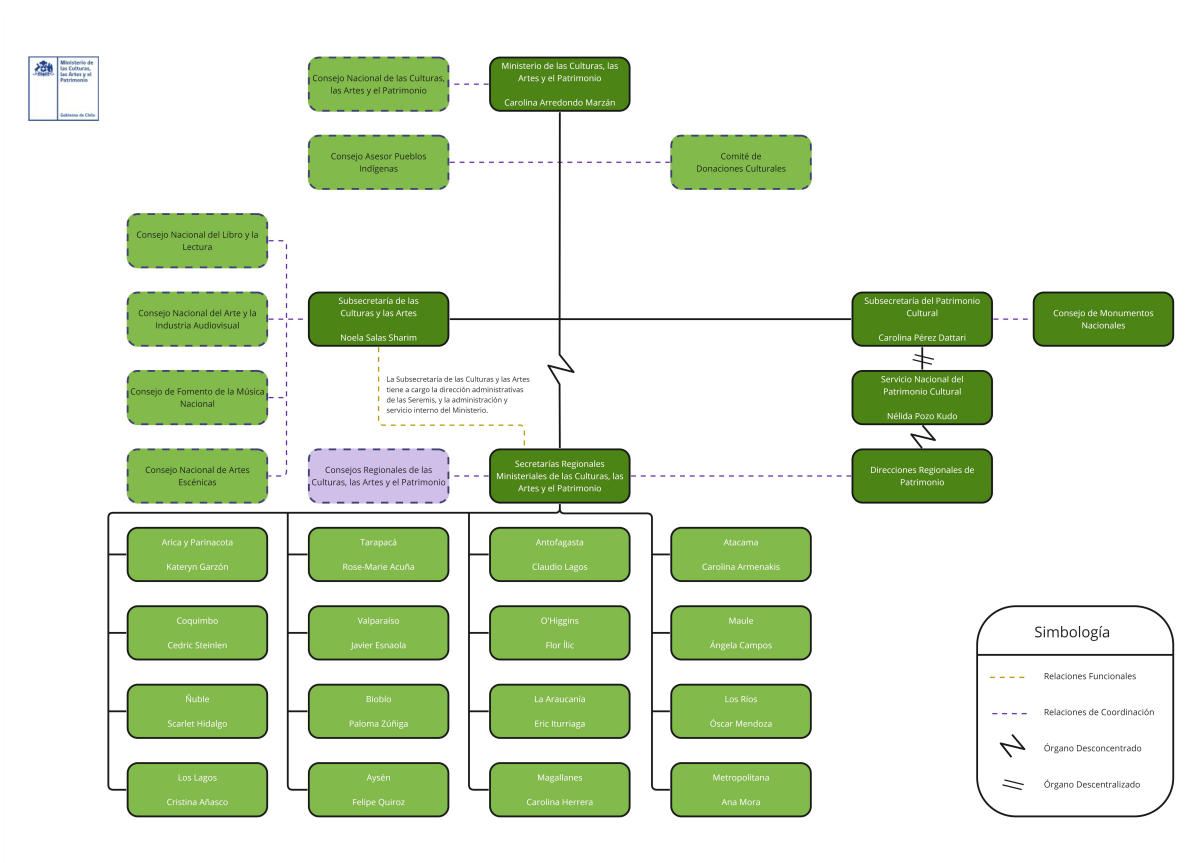 Ministerio de
las Culturas,
las Artes y el
Patrimonio
Gobierno de Chile
Consejo Nacional de las Culturas,
las Artes y el Patrimonio
Ministerio de las Culturas, las
Artes y el Patrimonio
Carolina Arredondo Marzán
Consejo Asesor Pueblos
Indígenas
Comité de
Donaciones Culturales
Consejo Nacional del Libro y la
Lectura
Consejo Nacional del Arte y la
Industria Audiovisual
Subsecretaría de las
Culturas y las Artes
Noela Salas Sharim
Subsecretaría del Patrimonio
Cultural
Carolina Pérez Dattari
Consejo de Monumentos
Nacionales
La Subsecretaría de las Culturas y las Artes
tiene a cargo la dirección administrativas
de las Seremis, y la administración y
servicio interno del Ministerio.
Consejo de Fomento de la Música
Nacional
Servicio Nacional del
Patrimonio Cultural
Nélida Pozo Kudo
Consejo Nacional de Artes
Escénicas
Consejos Regionales de las
Culturas, las Artes y el Patrimonio
Secretarías Regionales
Ministeriales de las Culturas, las
Artes y el Patrimonio
Direcciones Regionales de
Patrimonio
Arica y Parinacota
Kateryn Garzón
Tarapacá
Rose-Marie Acuña
Antofagasta
Claudio Lagos
Atacama
Carolina Armenakis
Coquimbo
Cedric Steinlen
Valparaíso
Javier Esnaola
O'Higgins
Flor Ílic
Maule
Ángela Campos
Ñuble
Scarlet Hidalgo
Biobío
Paloma Zúñiga
La Araucanía
Eric Iturriaga
Los Ríos
Óscar Mendoza
Los Lagos
Cristina Añasco
Aysén
Felipe Quiroz
Magallanes
Carolina Herrera
Metropolitana
Ana Mora
Simbología
Relaciones Funcionales
Relaciones de Coordinación
Órgano Desconcentrado
Órgano Descentralizado